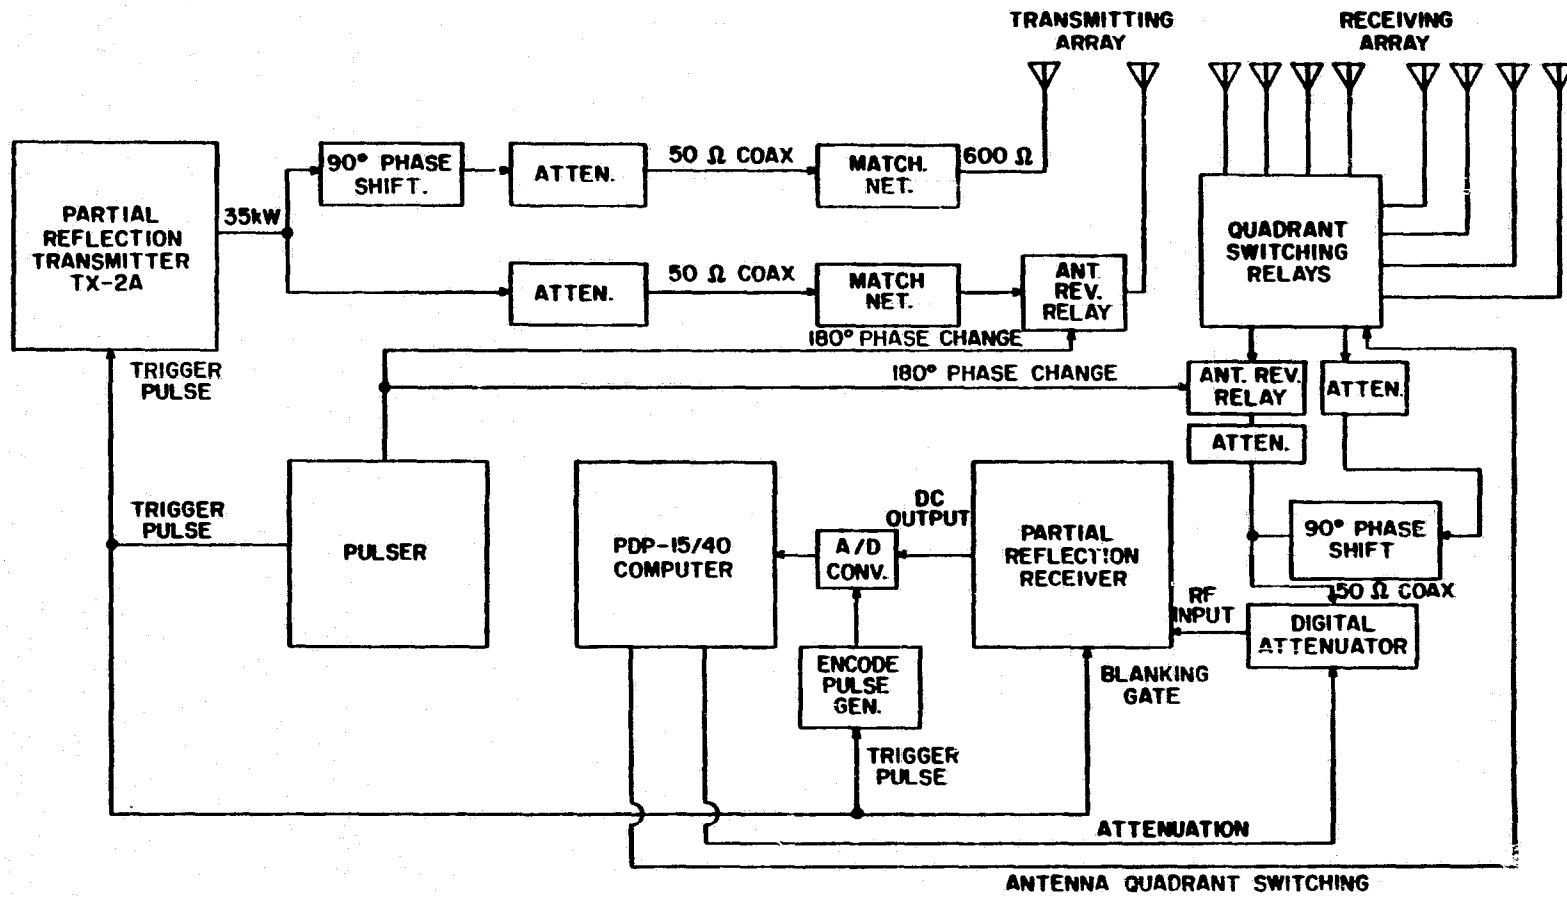 TRANSMITTING
ARRAY
RECEIVING
ARRAY
PARTIAL
REFLECTION
TRANSMITTER
TX-2A
35kW
90° PHASE
SHIFT.
ATTEN.
50 Ω COAX
MATCH.
NET.
600 Ω
ATTEN.
50 Ω COAX
MATCH
NET.
ANT.
REV.
RELAY
QUADRANT
SWITCHING
RELAYS
180° PHASE CHANGE
180° PHASE CHANGE
TRIGGER
PULSE
ANT. REV.
RELAY
ATTEN.
ATTEN.
TRIGGER
PULSE
PULSER
PDP-15/40
COMPUTER
A/D
CONV.
DC
OUTPUT
PARTIAL
REFLECTION
RECEIVER
90° PHASE
SHIFT
50 Ω COAX
RF
INPUT
DIGITAL
ATTENUATOR
ENCODE
PULSE
GEN.
BLANKING
GATE
TRIGGER
PULSE
ATTENUATION
ANTENNA QUADRANT SWITCHING